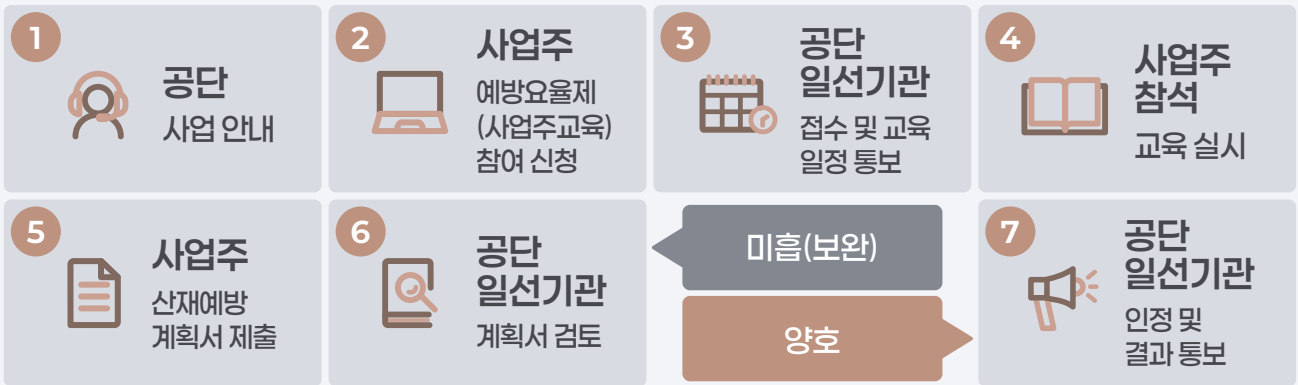 1
공단
사업 안내
2
사업주
예방요율제
(사업주교육)
참여 신청
3
공단
일선기관
접수 및 교육
일정 통보
4
사업주
참석
교육 실시
5
사업주
산재예방
계획서 제출
6
공단
일선기관
계획서 검토
미흡(보완)
양호
7
공단
일선기관
인정 및
결과 통보